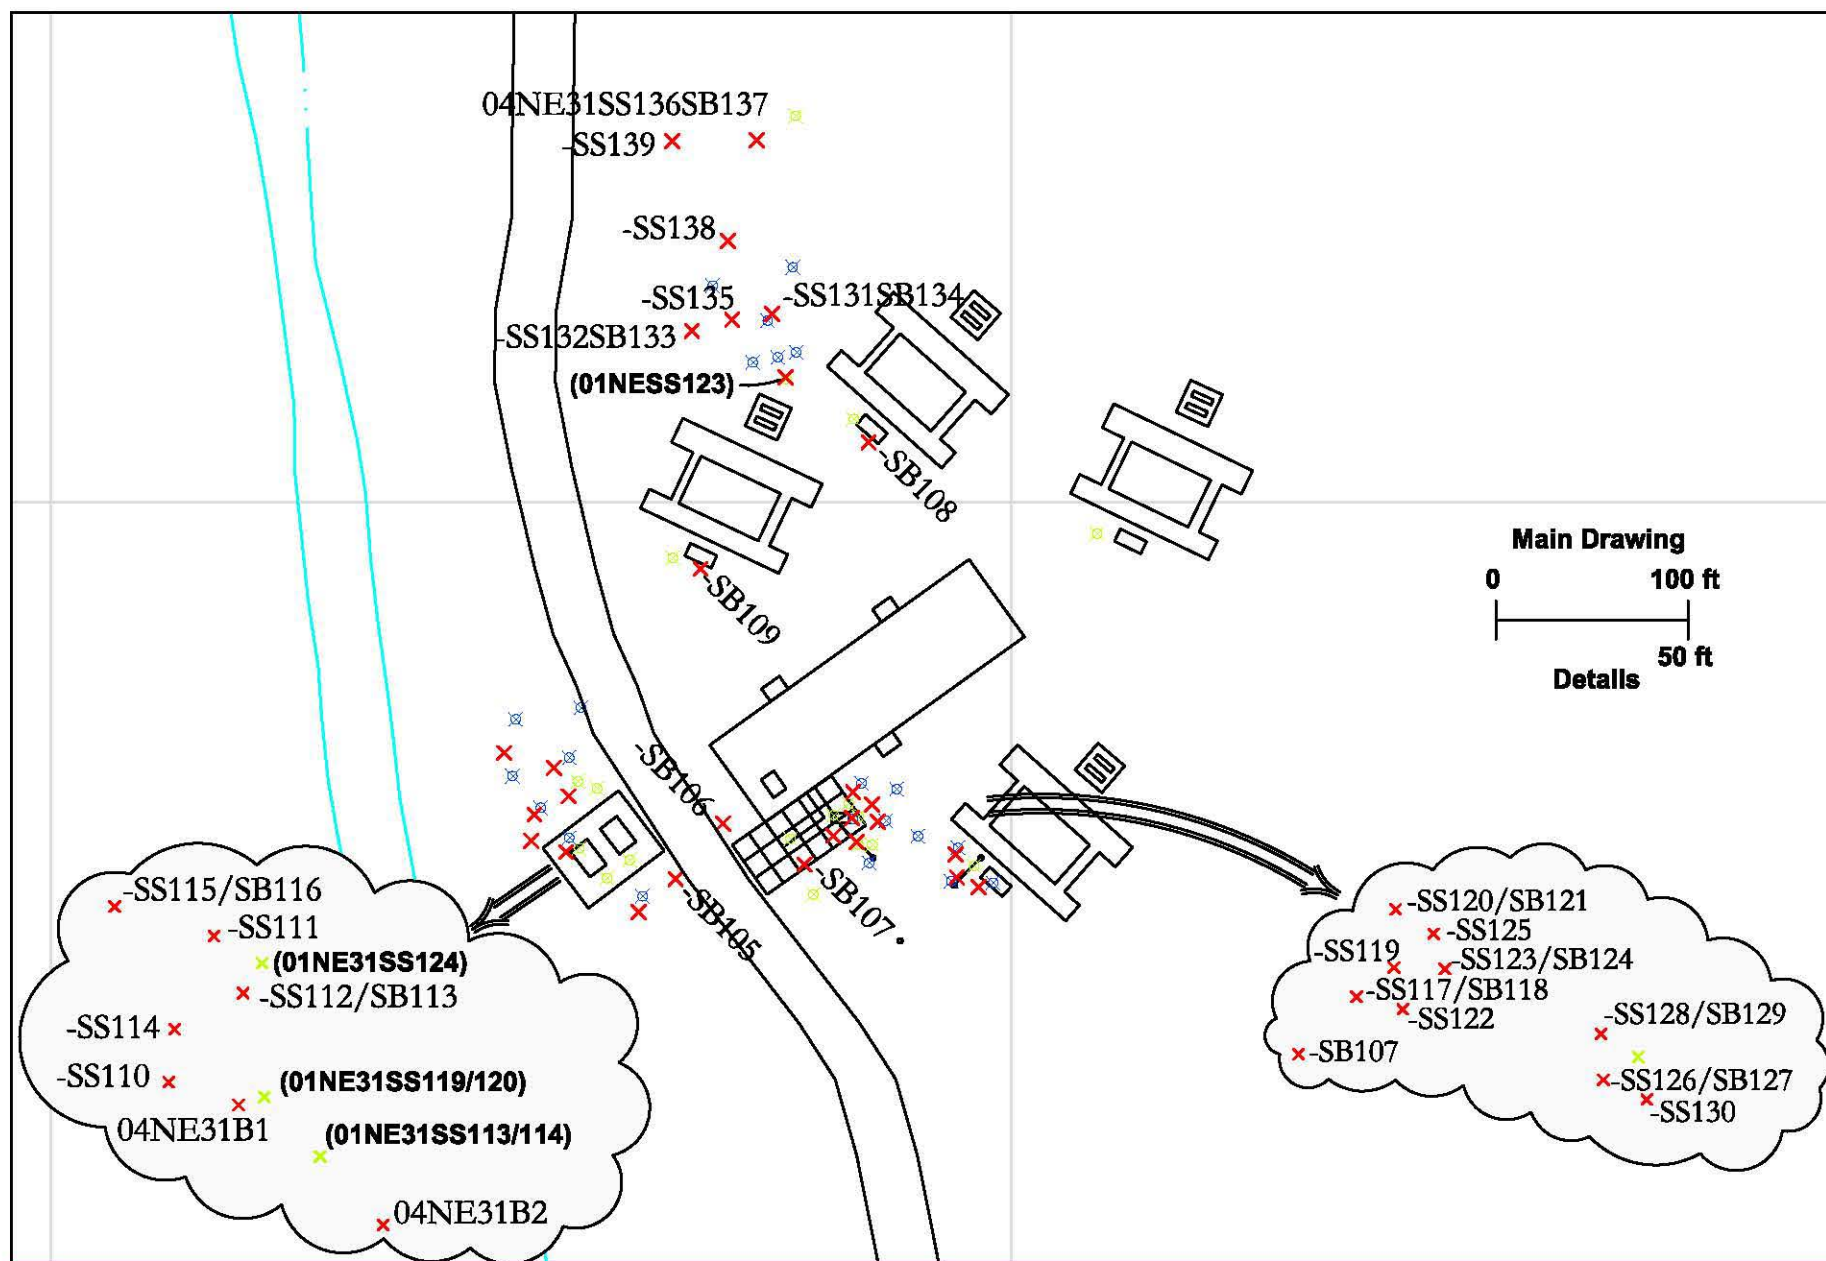 04NE31SS136SB137
-SS139
-SS138
-SS135
-SS131SB134
-SS132SB133
(01NESS123)
-SB108
-SB109
Main Drawing
0 100 ft
50 ft
Details
-SB106
-SB107
-SB105
-SS115/SB116
-SS111
(01NE31SS124)
-SS112/SB113
-SS114
-SS110
(01NE31SS119/120)
04NE31B1
(01NE31SS113/114)
04NE31B2
-SS120/SB121
-SS125
-SS119
-SS123/SB124
-SS117/SB118
-SS122
-SB107
-SS128/SB129
-SS126/SB127
-SS130